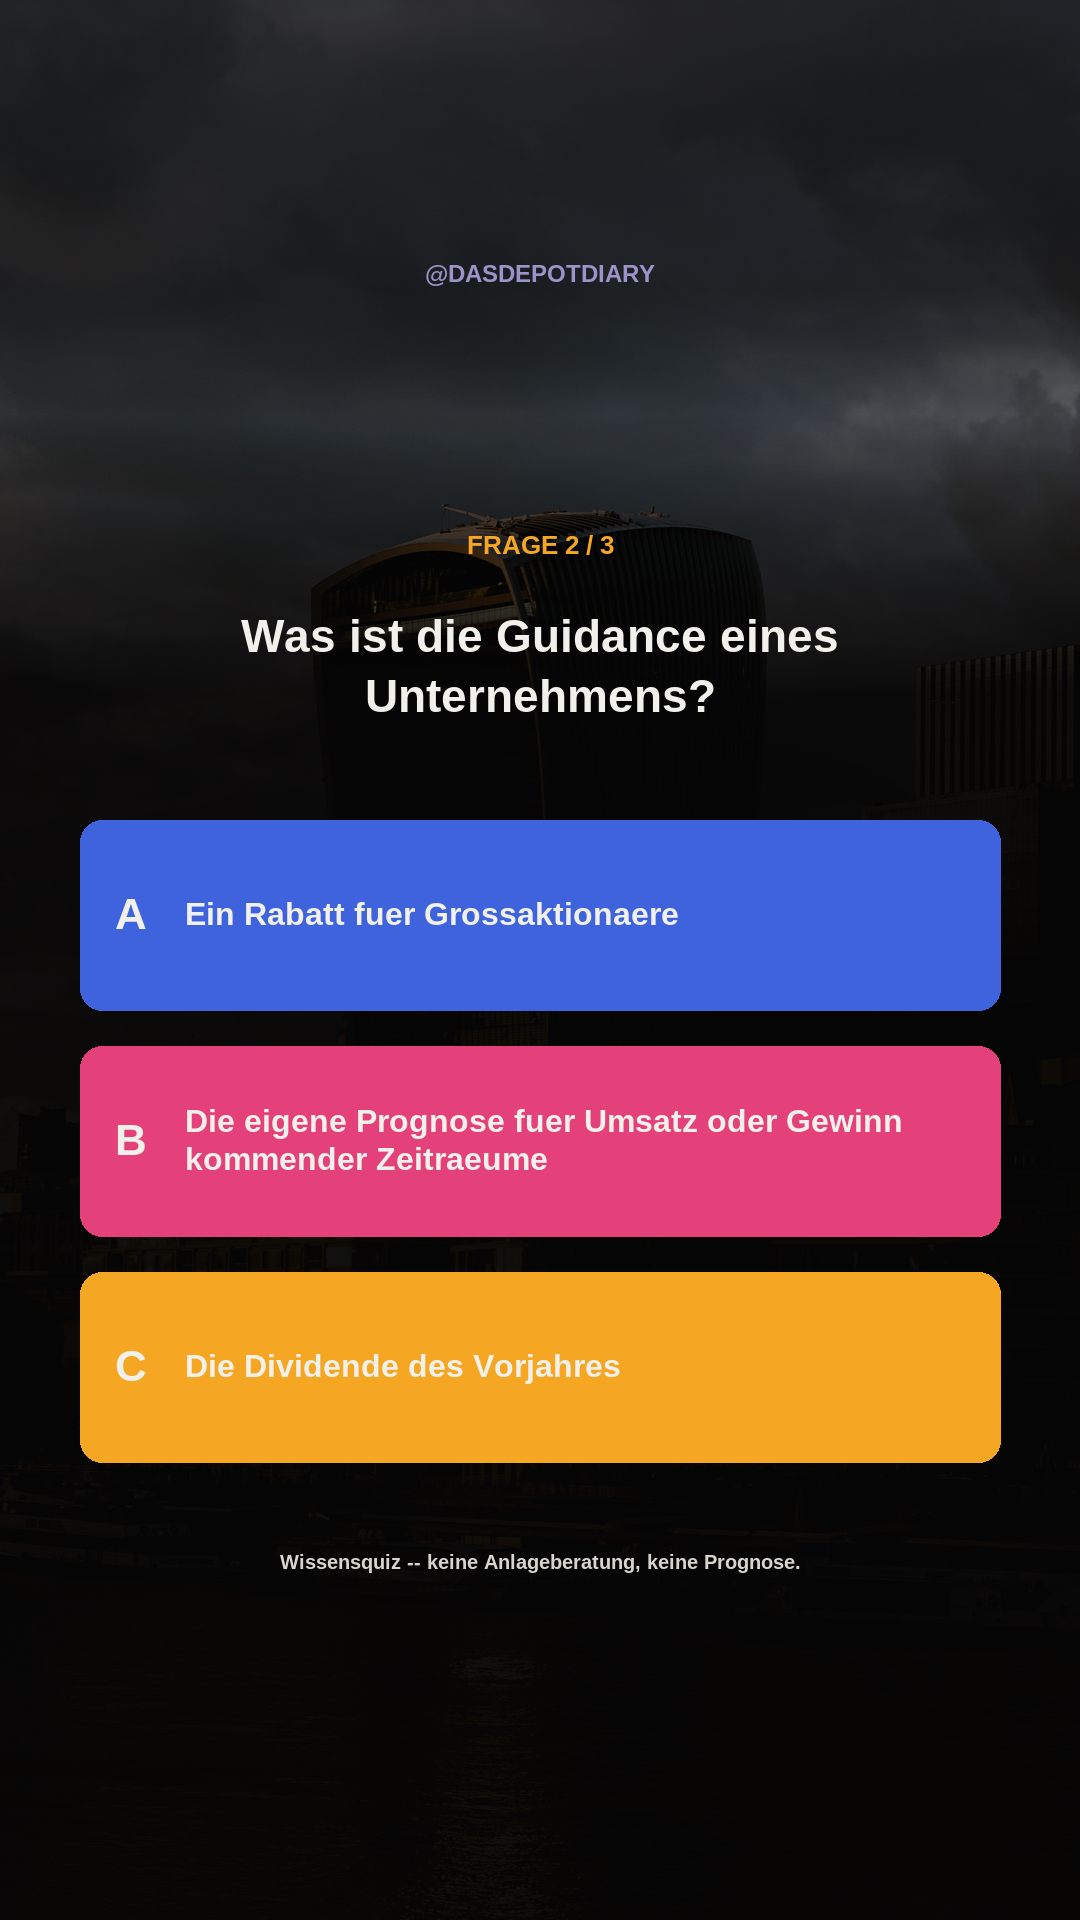 @DASDEPOTDIARY
FRAGE 2 / 3
Was ist die Guidance eines
Unternehmens?
A
Ein Rabatt fuer Grossaktionaere
B
Die eigene Prognose fuer Umsatz oder Gewinn
kommender Zeitraeume
C
Die Dividende des Vorjahres
Wissensquiz -- keine Anlageberatung, keine Prognose.